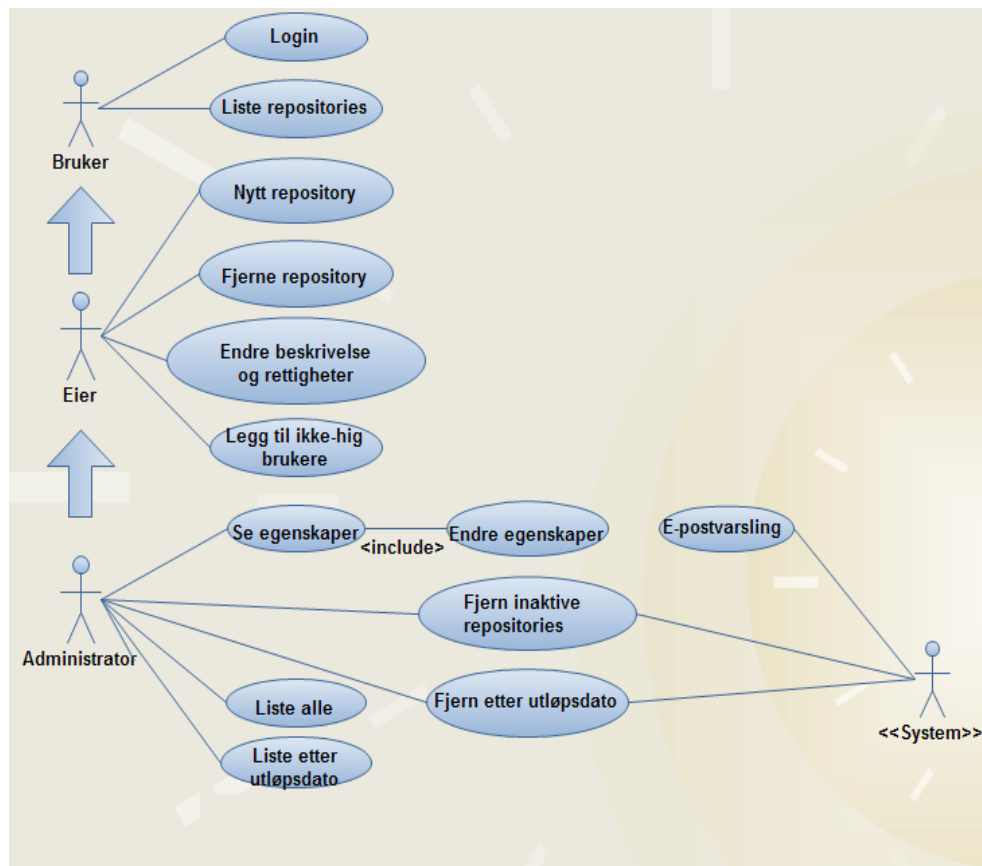 Login
Liste repositories
Bruker
Nytt repository
Fjerne repository
Endre beskrivelse
og rettigheter
Eier
Legg til ikke-hig
brukere
Se egenskaper
<include>
Endre egenskaper
E-postvarsling
Fjern inaktive
repositories
Administrator
Liste alle
Fjern etter utløpsdato
<<System>>
Liste etter
utløpsdato